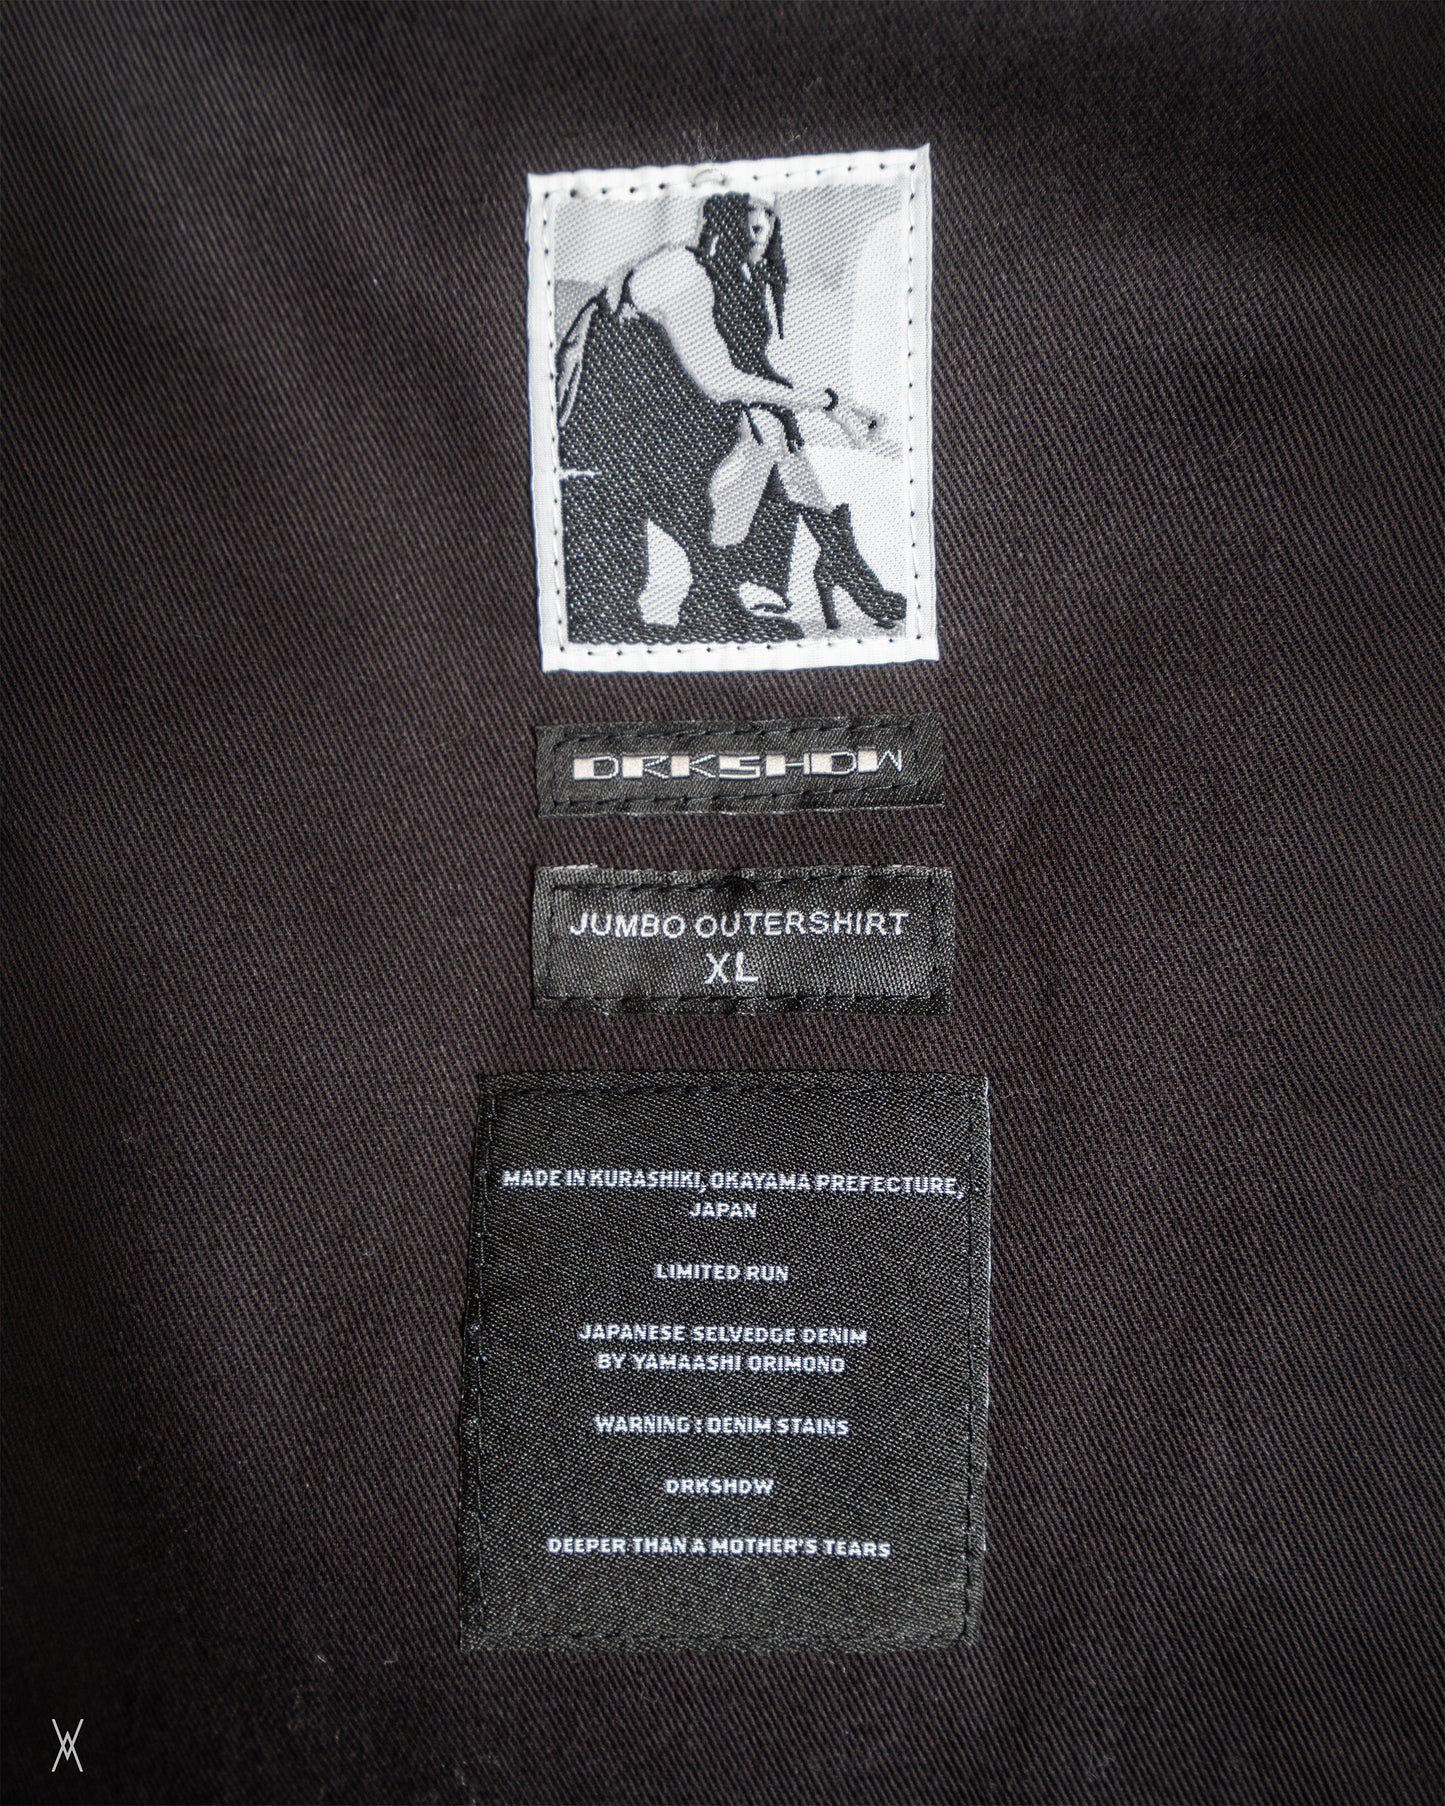 DRKSHDW
JUMBO OUTERSHIRT
XL
MADE IN KURASHIKI, OKAYAMA PREFECTURE,
JAPAN
LIMITED RUN
JAPANESE SELVEDGE DENIM
BY YAMAASHI ORIMONO
WARNING : DENIM STAINS
DRKSHDW
DEEPER THAN A MOTHER'S TEARS